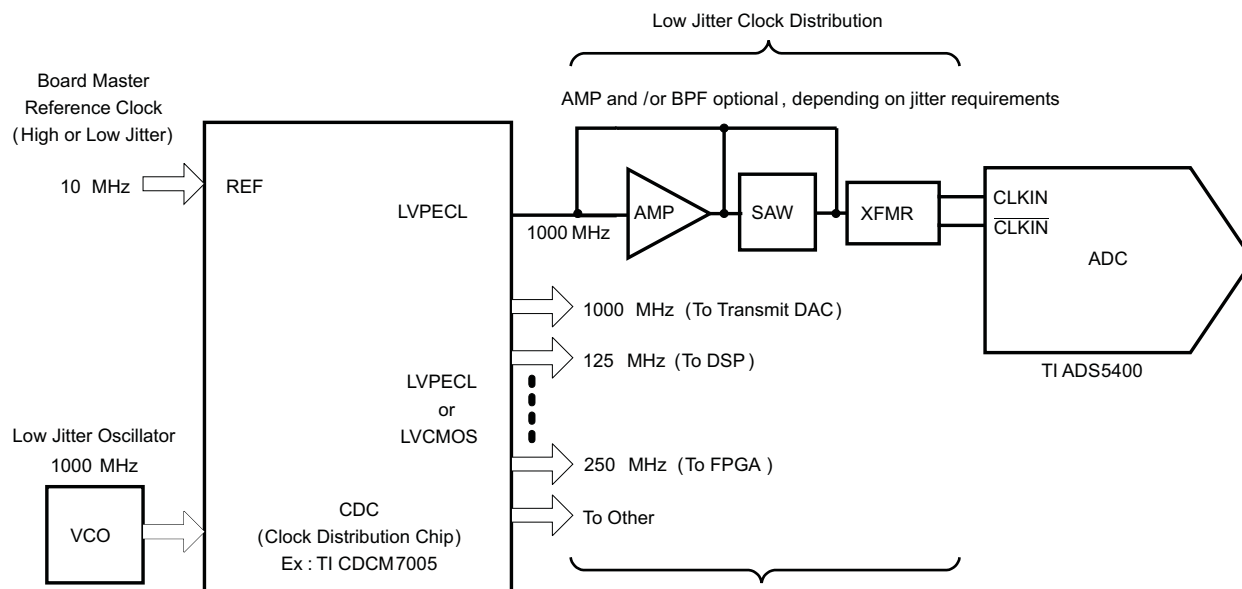 Low Jitter Clock Distribution
Board Master
Reference Clock
(High or Low Jitter)
10 MHz
REF
AMP and /or BPF optional, depending on jitter requirements
LVPECL
1000 MHz
AMP
SAW
XFMR
CLKIN
CLKIN
ADC
TI ADS5400
1000 MHz (To Transmit DAC)
125 MHz (To DSP)
LVPECL
or
LVCMOS
250 MHz (To FPGA)
To Other
Low Jitter Oscillator
1000 MHz
VCO
CDC
(Clock Distribution Chip)
Ex : TI CDCM7005